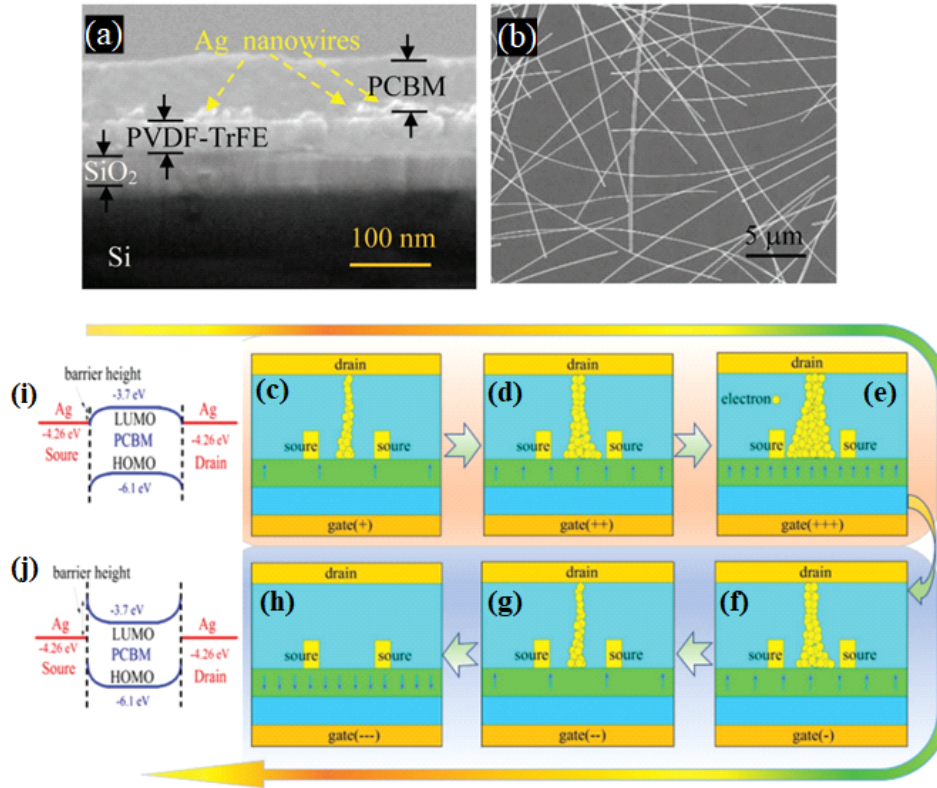 (a)
Ag nanowires
PCBM
PVDF-TrFE
SiO2
Si
100 nm
(b)
5 μm
(i)
barrier height
-3.7 eV
Ag
LUMO
Ag
-4.26 eV
PCBM
-4.26 eV
Soure
HOMO
Drain
-6.1 eV
(c)
drain
soure
soure
gate(+)
(d)
drain
soure
soure
gate(++)
(e)
drain
electron
soure
soure
gate(+++)
(j)
barrier height
-3.7 eV
Ag
LUMO
Ag
-4.26 eV
PCBM
-4.26 eV
Soure
HOMO
Drain
-6.1 eV
(h)
drain
soure
soure
gate(---)
(g)
drain
soure
soure
gate(--)
(f)
drain
soure
soure
gate(-)